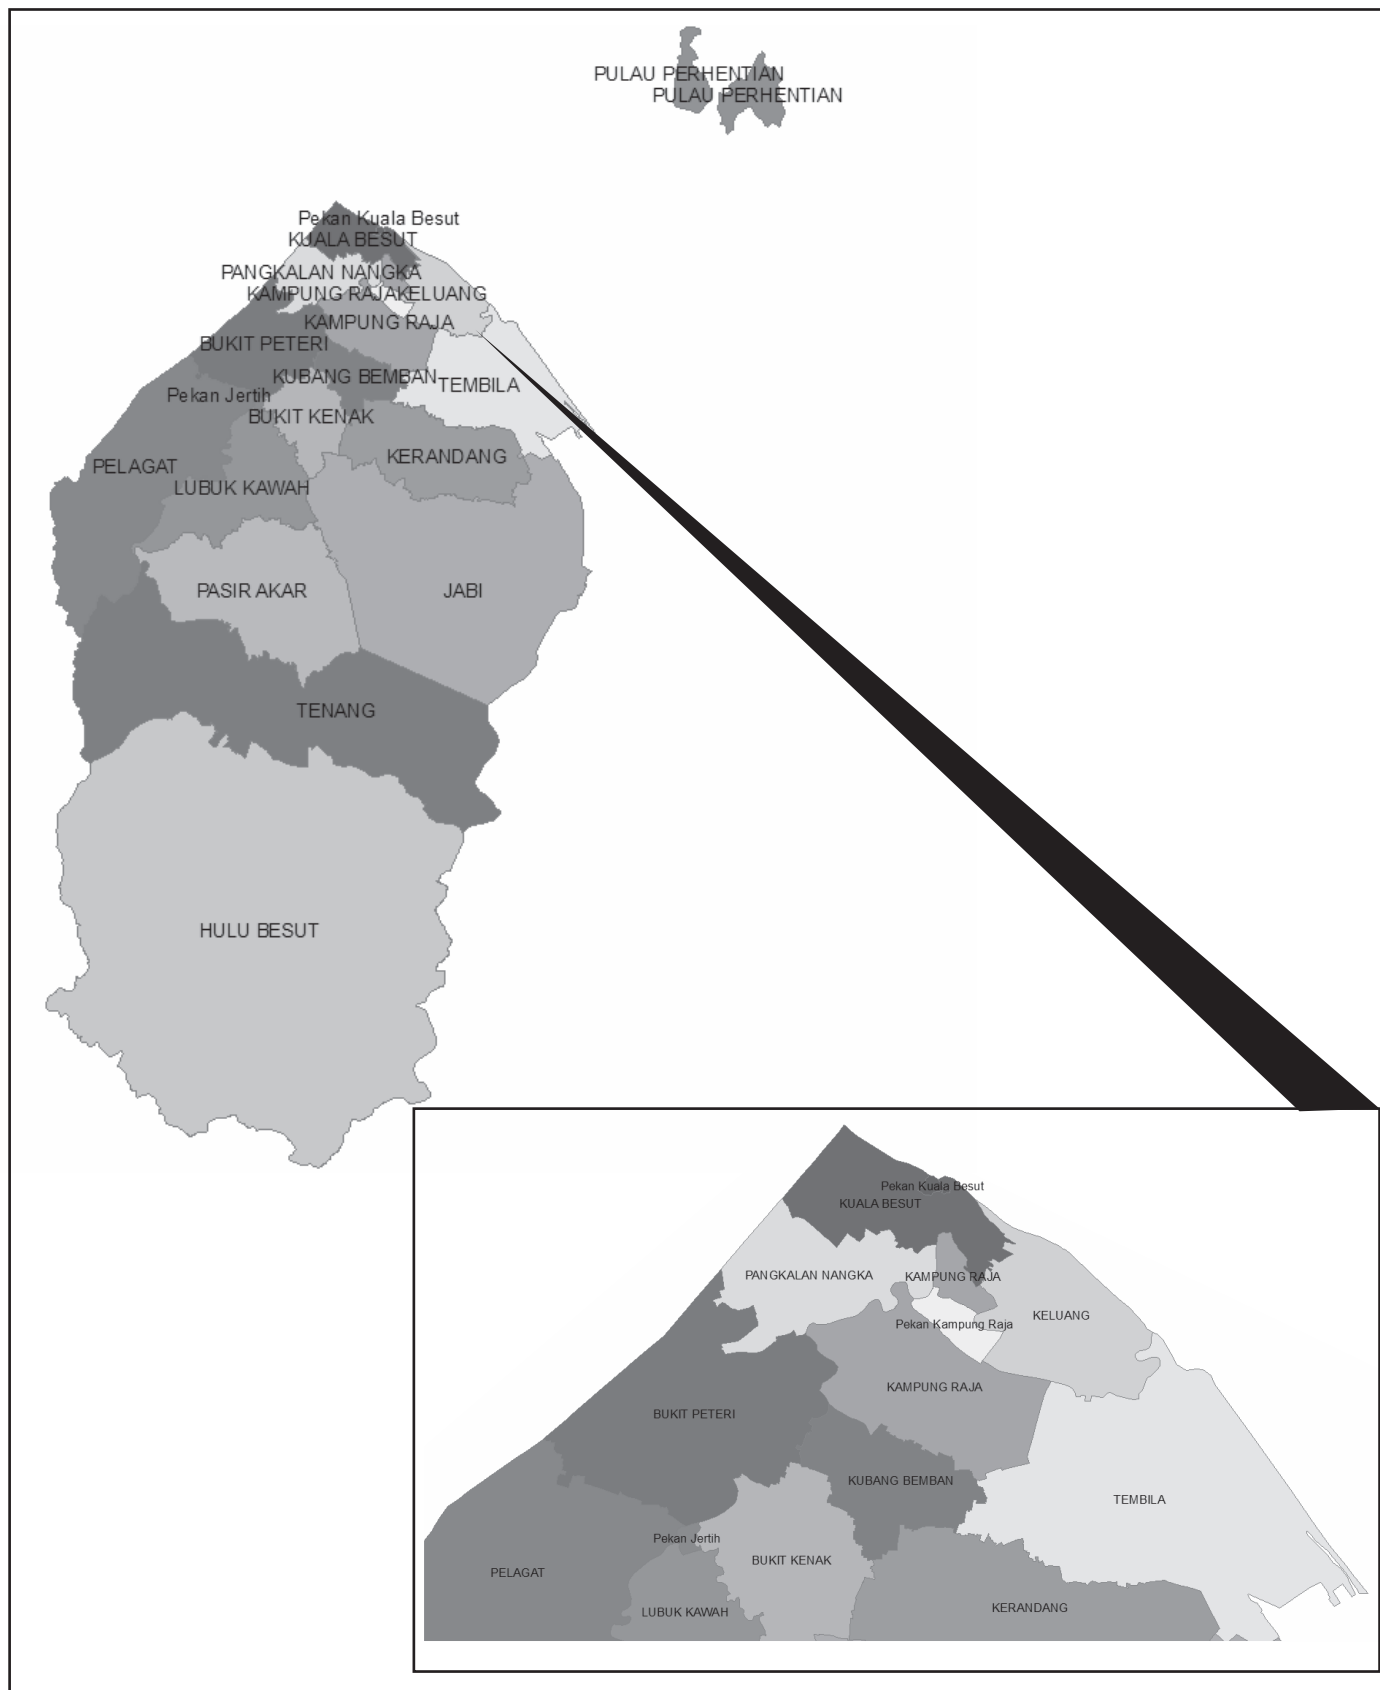 PULAU PERHENTIAN
PULAU PERHENTIAN
Pekan Kuala Besut
KUALA BESUT
PANGKALAN NANGKA
KAMPUNG RAJA
KELUANG
KAMPUNG RAJA
BUKIT PETERI
KUBANG BEMBAN
TEMBILA
Pekan Jertih
BUKIT KENAK
KERANDANG
PELAGAT
LUBUK KAWAH
PASIR AKAR
JABI
TENANG
HULU BESUT
Pekan Kuala Besut
KUALA BESUT
PANGKALAN NANGKA
KAMPUNG RAJA
KELUANG
Pekan Kampung Raja
KAMPUNG RAJA
BUKIT PETERI
KUBANG BEMBAN
TEMBILA
Pekan Jertih
BUKIT KENAK
PELAGAT
LUBUK KAWAH
KERANDANG